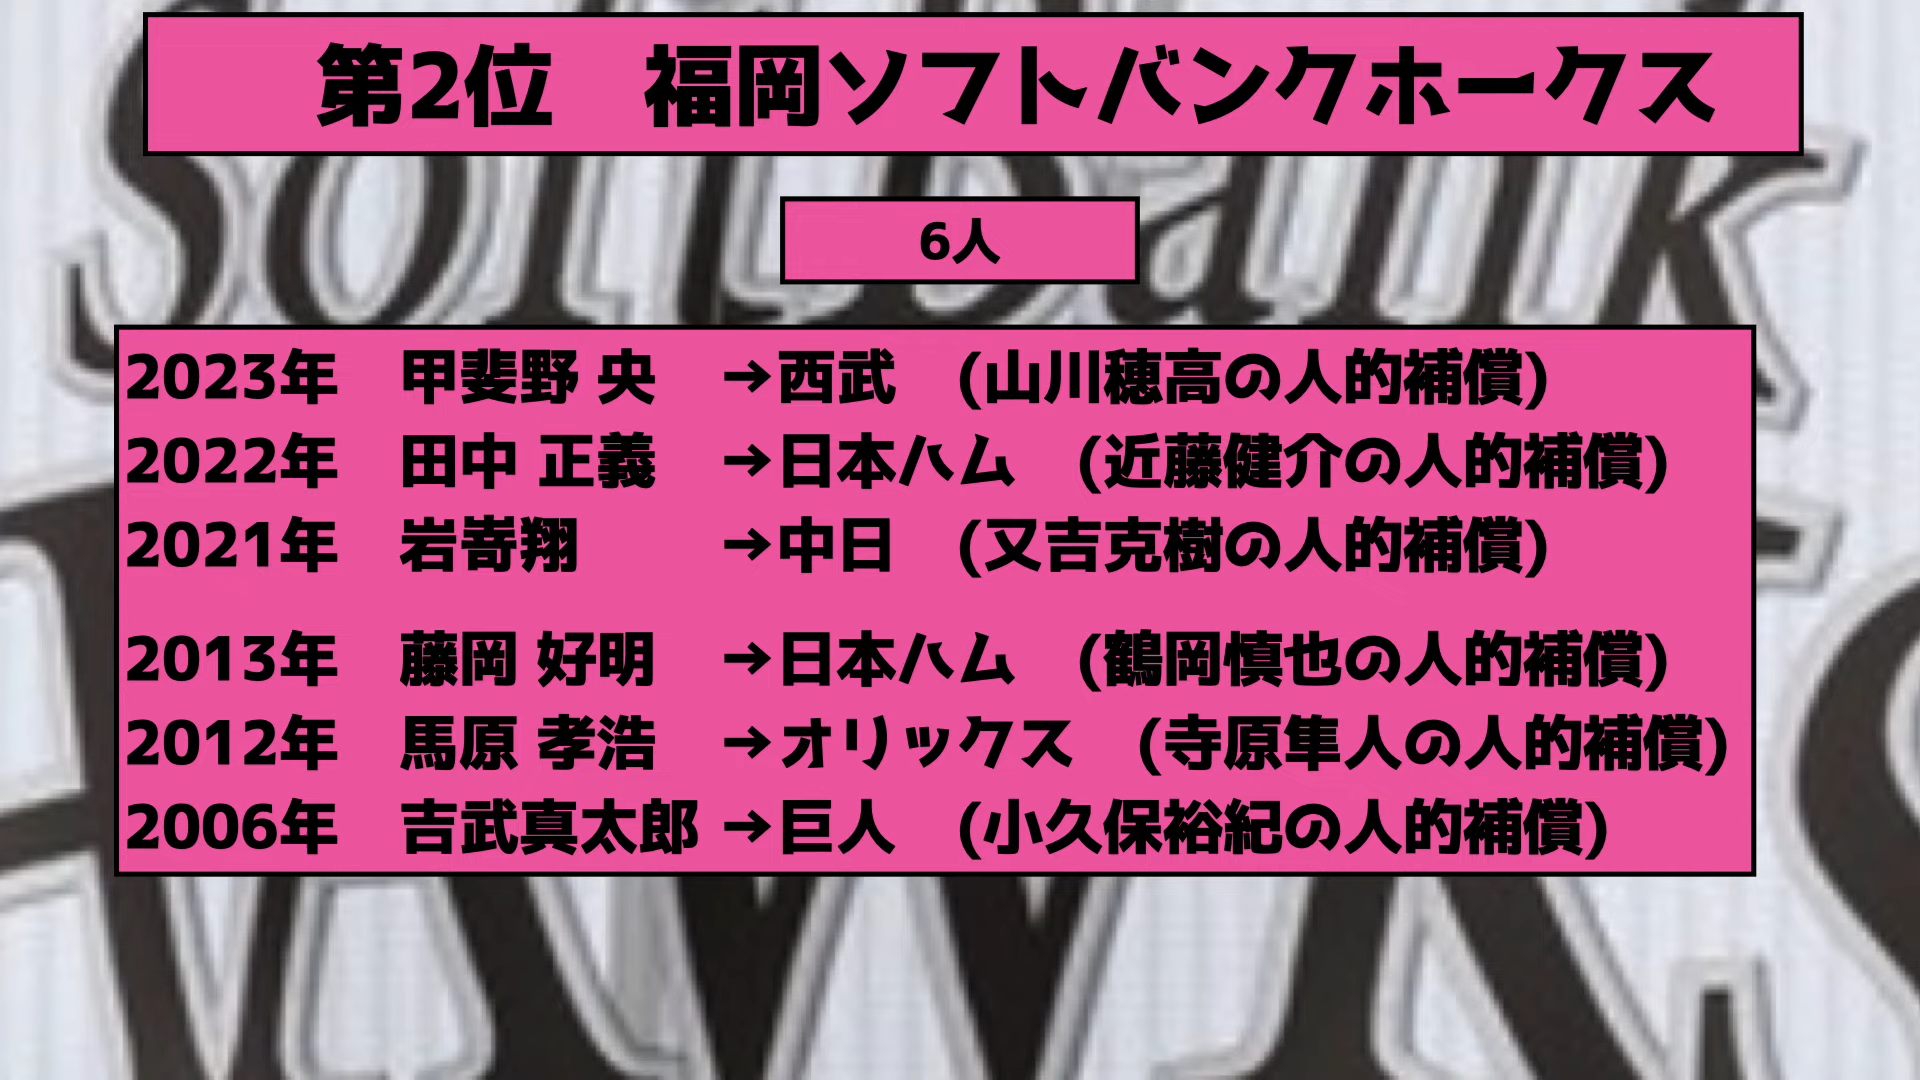 第2位　福岡ソフトバンクホークス
6人
2023年　甲斐野 央　→西武　(山川穂高の人的補償)
2022年　田中 正義　→日本ハム　(近藤健介の人的補償)
2021年　岩嵜翔　→中日　(又吉克樹の人的補償)
2013年　藤岡 好明　→日本ハム　(鶴岡慎也の人的補償)
2012年　馬原 孝浩　→オリックス　(寺原隼人の人的補償)
2006年　吉武真太郎　→巨人　(小久保裕紀の人的補償)
SoftBank
HAWKS